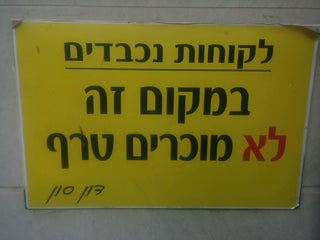 לקוחות נכבדים
במקום זה
לא מוכרים טרף
דון סון